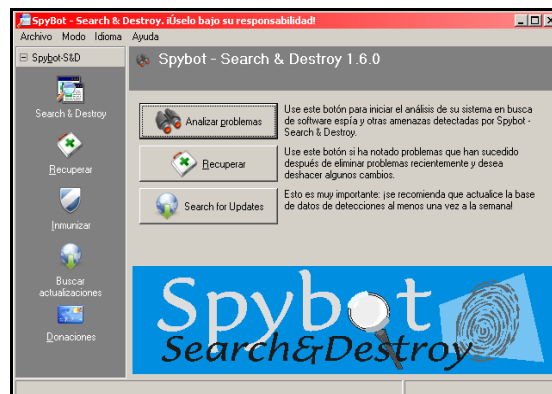 SpyBot - Search & Destroy. ¡Úselo bajo su responsabilidad!
Archivo Modo Idioma Ayuda
Spybot-S&D
Search & Destroy
Recuperar
Inmunizar
Buscar
actualizaciones
Donaciones
Spybot - Search & Destroy 1.6.0
Analizar problemas
Use este botón para iniciar el análisis de su sistema en busca
de software espía y otras amenazas detectadas por Spybot -
Search & Destroy.
Recuperar
Use este botón si ha notado problemas que han sucedido
después de eliminar problemas recientemente y desea
deshacer algunos cambios.
Search for Updates
Esto es muy importante: ¡se recomienda que actualice la base
de datos de detecciones al menos una vez a la semana!
Spybot
Search&Destroy